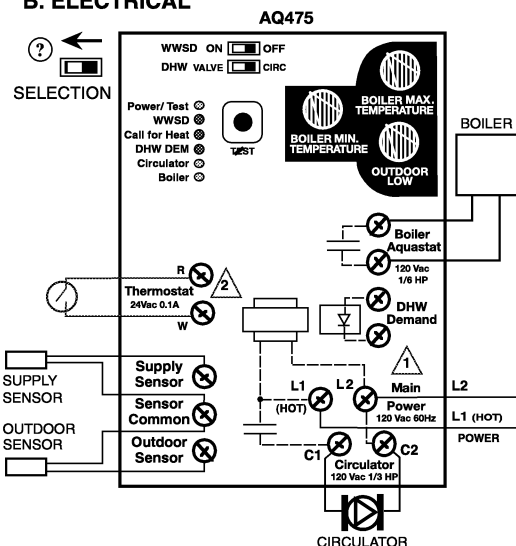 B. ELECTRICAL
AQ475
?
SELECTION
WWSD ON OFF
DHW VALVE CIRC
Power/ Test
WWSD
Call for Heat
DHW DEM
Circulator
Boiler
TEST
BOILER MAX.
TEMPERATURE
BOILER MIN.
TEMPERATURE
OUTDOOR
LOW
BOILER
Boiler
Aquastat
120 Vac
1/6 HP
R
Thermostat
24Vac 0.1A
W
2
DHW
Demand
1
SUPPLY
SENSOR
OUTDOOR
SENSOR
Supply
Sensor
Sensor
Common
Outdoor
Sensor
L1
(HOT)
L2
Main
Power
120 Vac 60Hz
L2
L1 (HOT)
POWER
C1
C2
Circulator
120 Vac 1/3 HP
CIRCULATOR